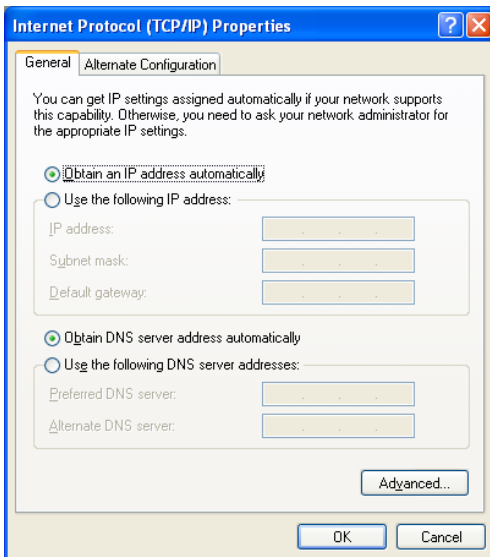 Internet Protocol (TCP/IP) Properties
General Alternate Configuration
You can get IP settings assigned automatically if your network supports
this capability. Otherwise, you need to ask your network administrator for
the appropriate IP settings.
Obtain an IP address automatically
Use the following IP address:
IP address:
Subnet mask:
Default gateway:
Obtain DNS server address automatically
Use the following DNS server addresses:
Preferred DNS server:
Alternate DNS server:
Advanced...
OK Cancel